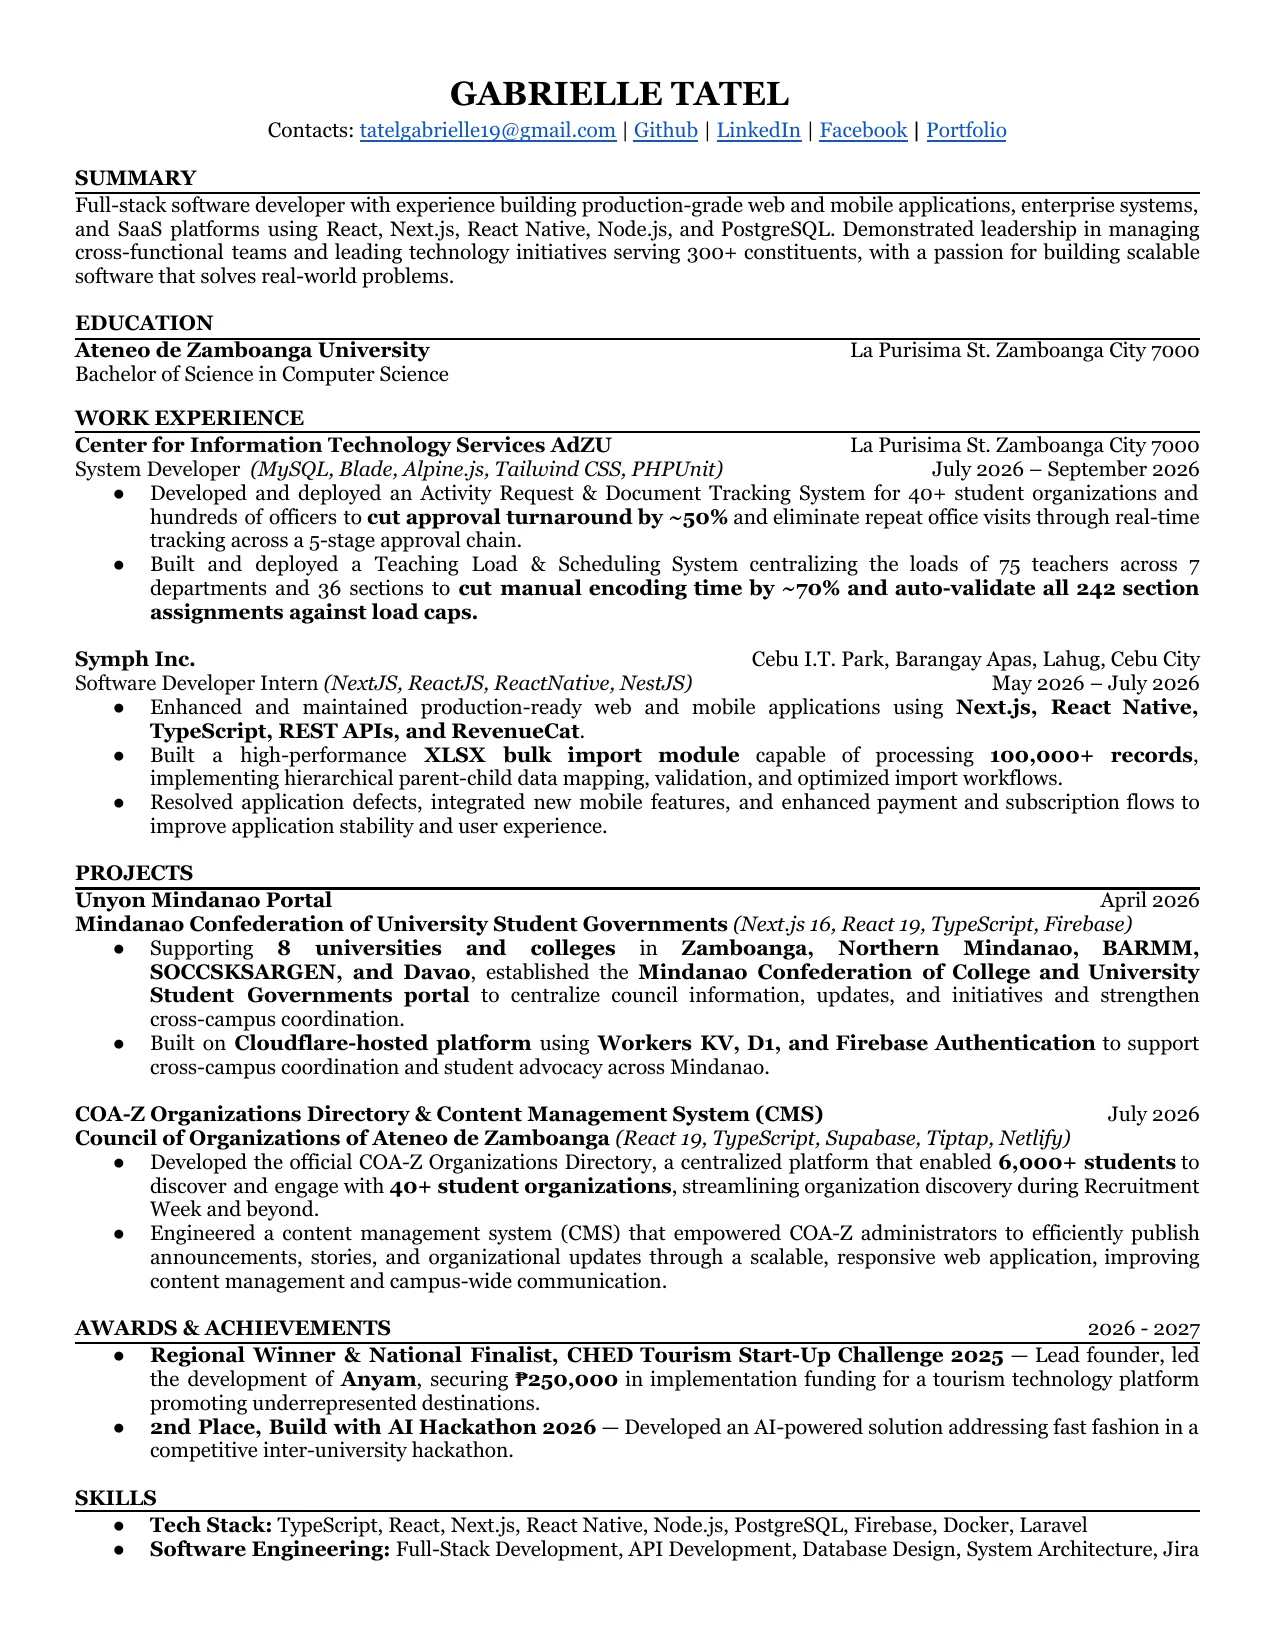 GABRIELLE TATEL
Contacts: tatelgabrielle19@gmail.com | Github | LinkedIn | Facebook | Portfolio
SUMMARY
Full-stack software developer with experience building production-grade web and mobile applications, enterprise systems,
and SaaS platforms using React, Next.js, React Native, Node.js, and PostgreSQL. Demonstrated leadership in managing
cross-functional teams and leading technology initiatives serving 300+ constituents, with a passion for building scalable
software that solves real-world problems.
EDUCATION
Ateneo de Zamboanga University La Purisima St. Zamboanga City 7000
Bachelor of Science in Computer Science
WORK EXPERIENCE
Center for Information Technology Services AdZU La Purisima St. Zamboanga City 7000
System Developer (MySQL, Blade, Alpine.js, Tailwind CSS, PHPUnit) July 2026 – September 2026
● Developed and deployed an Activity Request & Document Tracking System for 40+ student organizations and
hundreds of officers to cut approval turnaround by ~50% and eliminate repeat office visits through real-time
tracking across a 5-stage approval chain.
● Built and deployed a Teaching Load & Scheduling System centralizing the loads of 75 teachers across 7
departments and 36 sections to cut manual encoding time by ~70% and auto-validate all 242 section
assignments against load caps.
Symph Inc. Cebu I.T. Park, Barangay Apas, Lahug, Cebu City
Software Developer Intern (NextJS, ReactJS, ReactNative, NestJS) May 2026 – July 2026
● Enhanced and maintained production-ready web and mobile applications using Next.js, React Native,
TypeScript, REST APIs, and RevenueCat.
● Built a high-performance XLSX bulk import module capable of processing 100,000+ records,
implementing hierarchical parent-child data mapping, validation, and optimized import workflows.
● Resolved application defects, integrated new mobile features, and enhanced payment and subscription flows to
improve application stability and user experience.
PROJECTS
Unyon Mindanao Portal April 2026
Mindanao Confederation of University Student Governments (Next.js 16, React 19, TypeScript, Firebase)
● Supporting 8 universities and colleges in Zamboanga, Northern Mindanao, BARMM,
SOCCSKSARGEN, and Davao, established the Mindanao Confederation of College and University
Student Governments portal to centralize council information, updates, and initiatives and strengthen
cross-campus coordination.
● Built on Cloudflare-hosted platform using Workers KV, D1, and Firebase Authentication to support
cross-campus coordination and student advocacy across Mindanao.
COA-Z Organizations Directory & Content Management System (CMS) July 2026
Council of Organizations of Ateneo de Zamboanga (React 19, TypeScript, Supabase, Tiptap, Netlify)
● Developed the official COA-Z Organizations Directory, a centralized platform that enabled 6,000+ students to
discover and engage with 40+ student organizations, streamlining organization discovery during Recruitment
Week and beyond.
● Engineered a content management system (CMS) that empowered COA-Z administrators to efficiently publish
announcements, stories, and organizational updates through a scalable, responsive web application, improving
content management and campus-wide communication.
AWARDS & ACHIEVEMENTS 2026 - 2027
● Regional Winner & National Finalist, CHED Tourism Start-Up Challenge 2025 — Lead founder, led
the development of Anyam, securing ₱250,000 in implementation funding for a tourism technology platform
promoting underrepresented destinations.
● 2nd Place, Build with AI Hackathon 2026 — Developed an AI-powered solution addressing fast fashion in a
competitive inter-university hackathon.
SKILLS
● Tech Stack: TypeScript, React, Next.js, React Native, Node.js, PostgreSQL, Firebase, Docker, Laravel
● Software Engineering: Full-Stack Development, API Development, Database Design, System Architecture, Jira